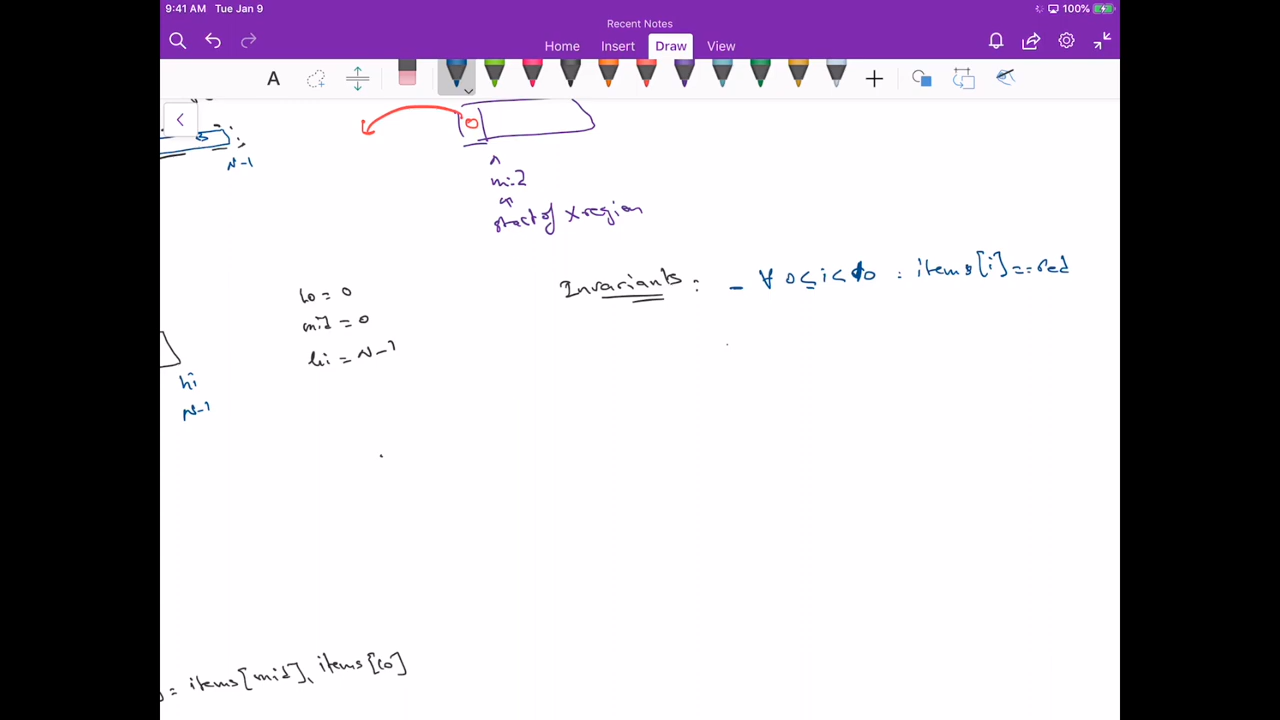 9:41 AM Tue Jan 9
100%
Recent Notes
Home Insert Draw View
A
N-1
mid
start of X region
Invariants : - ∀ 0 ≤ i < lo : items[i] == red
lo = 0
mid = 0
hi = N-1
hi
N-1
= items[mid], items[lo]